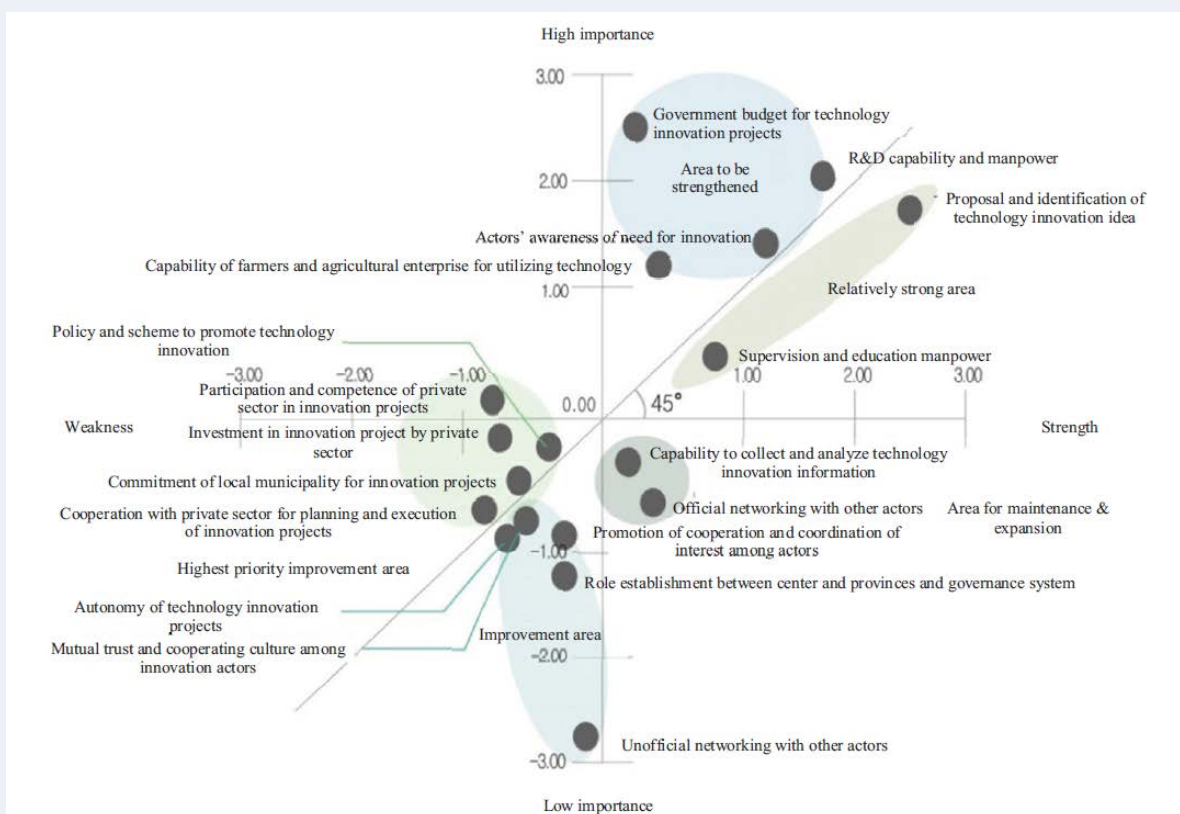 High importance
3.00
Government budget for technology
innovation projects
R&D capability and manpower
Area to be
strengthened
2.00
Proposal and identification of
technology innovation idea
Actors' awareness of need for innovation
Capability of farmers and agricultural enterprise for utilizing technology
1.00
Relatively strong area
Policy and scheme to promote technology
innovation
Supervision and education manpower
−3.00
−2.00
−1.00
1.00
2.00
3.00
Participation and competence of private
sector in innovation projects
0.00
45°
Weakness
Strength
Investment in innovation project by private
sector
Capability to collect and analyze technology
innovation information
Commitment of local municipality for innovation projects
Official networking with other actors
Area for maintenance &
expansion
Cooperation with private sector for planning and execution
of innovation projects
Promotion of cooperation and coordination of
interest among actors
−1.00
Highest priority improvement area
Role establishment between center and provinces and governance system
Autonomy of technology innovation
projects
Mutual trust and cooperating culture among
innovation actors
Improvement area
−2.00
Unofficial networking with other actors
−3.00
Low importance